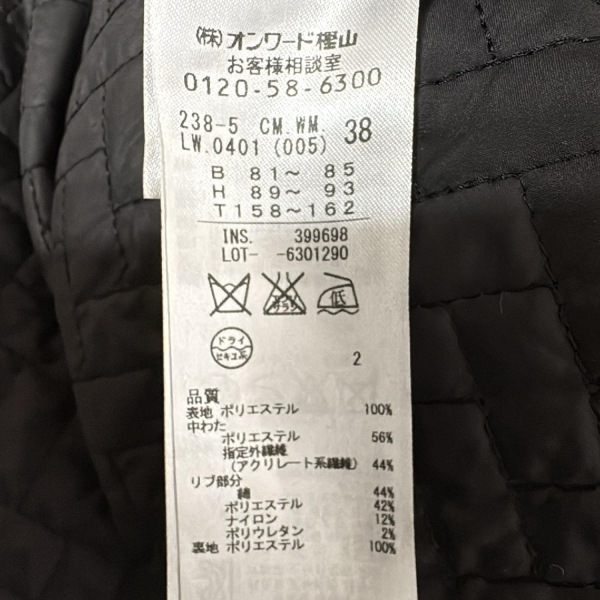 (株)オンワード樫山
お客様相談室
0120-58-6300
238-5 CM.WM 38
LW.0401 (005)
B 81～ 85
H 89～ 93
T158～162
INS. 399698
LOT- -6301290
エンソサラシ
低
ドライ
セキユ系
2
品質
表地 ポリエステル 100%
中わた
ポリエステル 56%
指定外繊維
(アクリレート系繊維) 44%
リブ部分
綿 44%
ポリエステル 42%
ナイロン 12%
ポリウレタン 2%
裏地 ポリエステル 100%